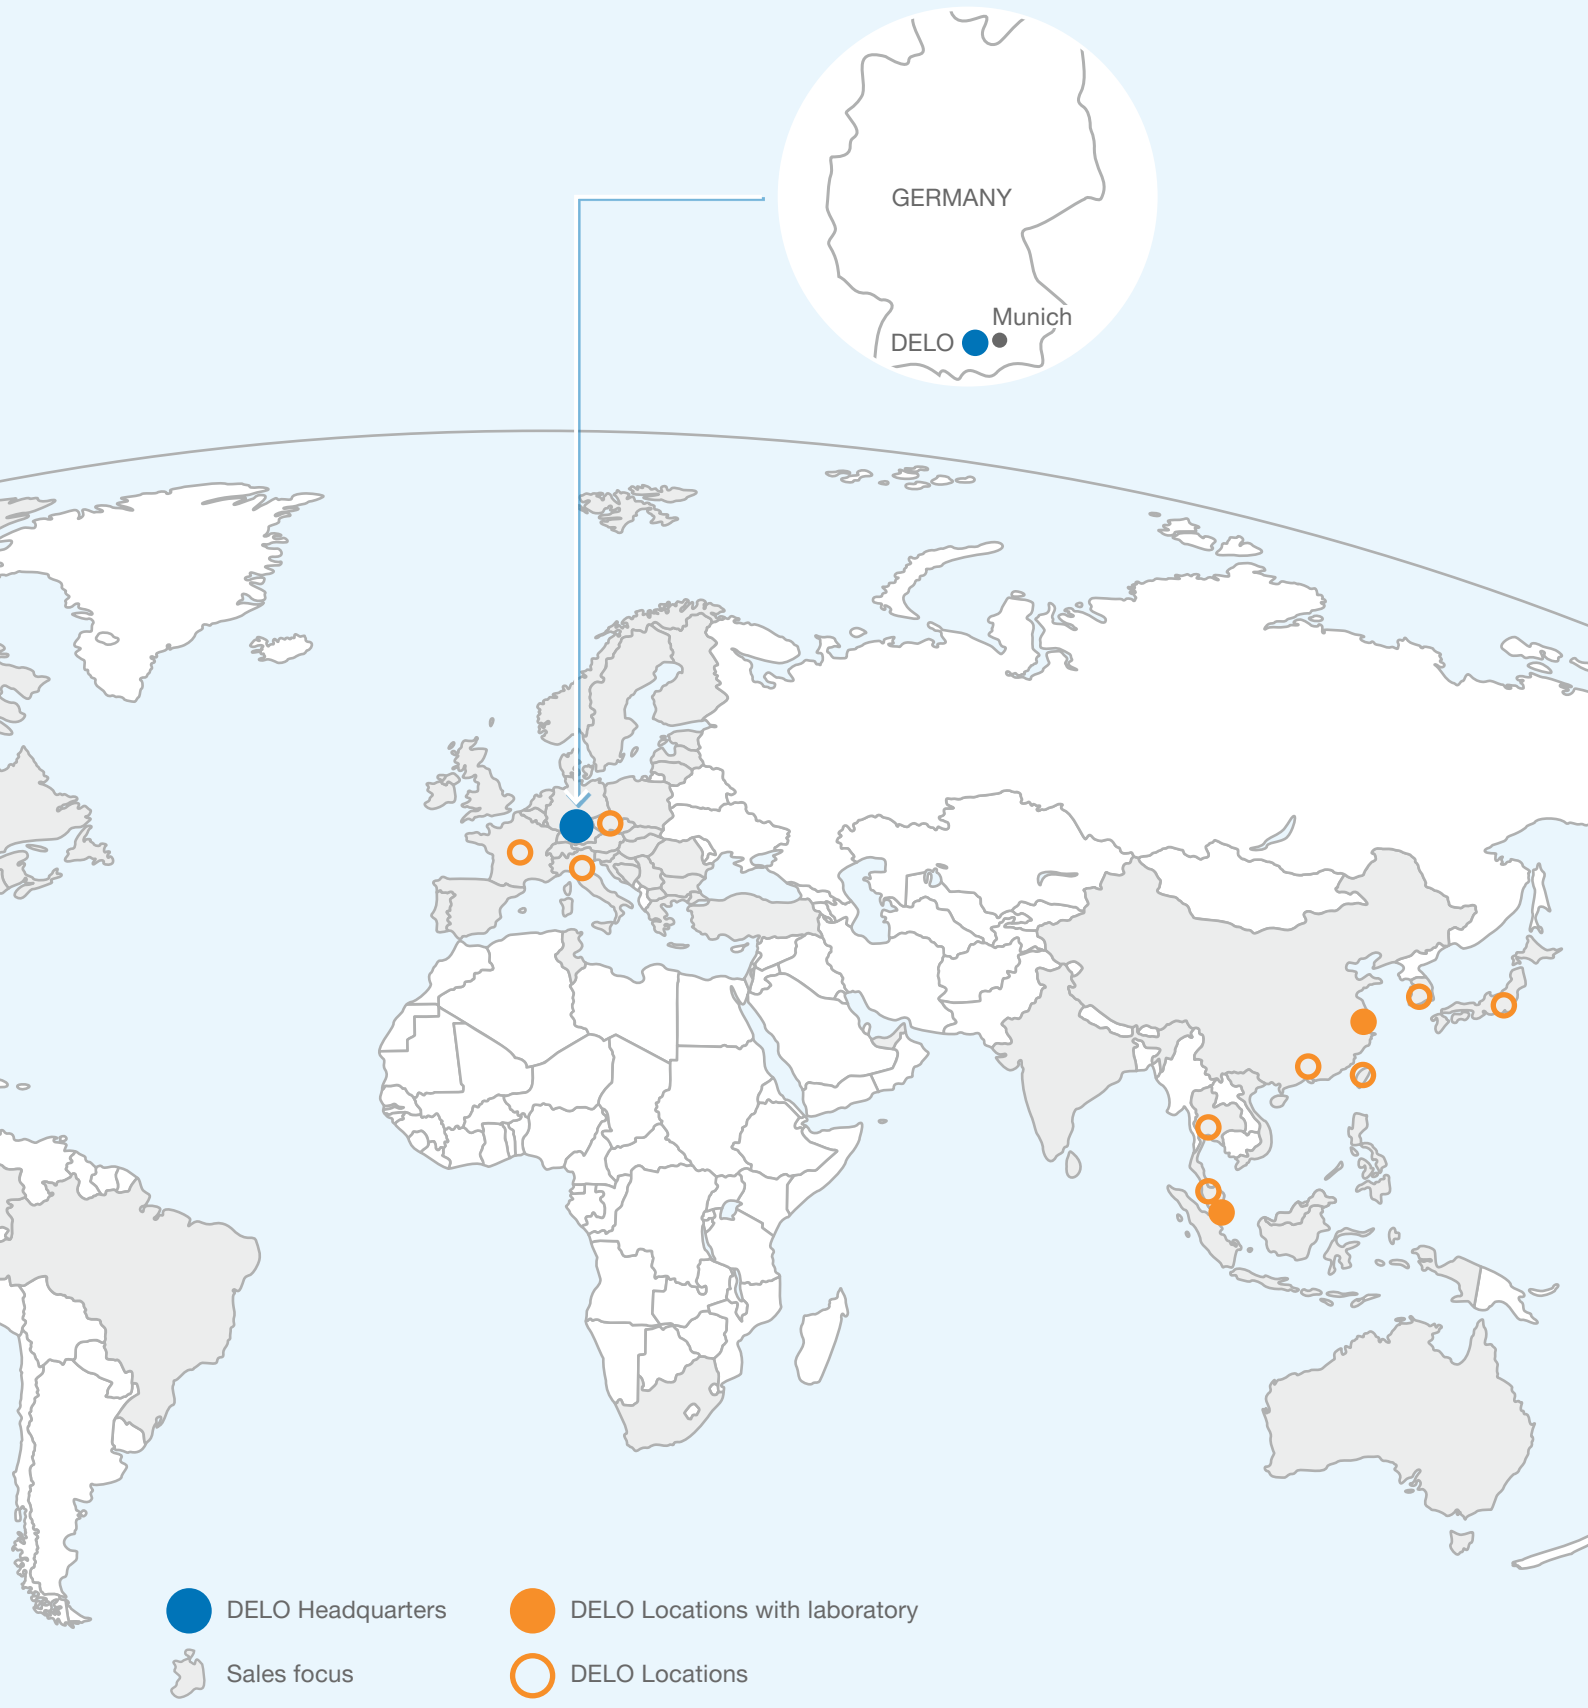 GERMANY
Munich
DELO
DELO Headquarters
DELO Locations with laboratory
Sales focus
DELO Locations